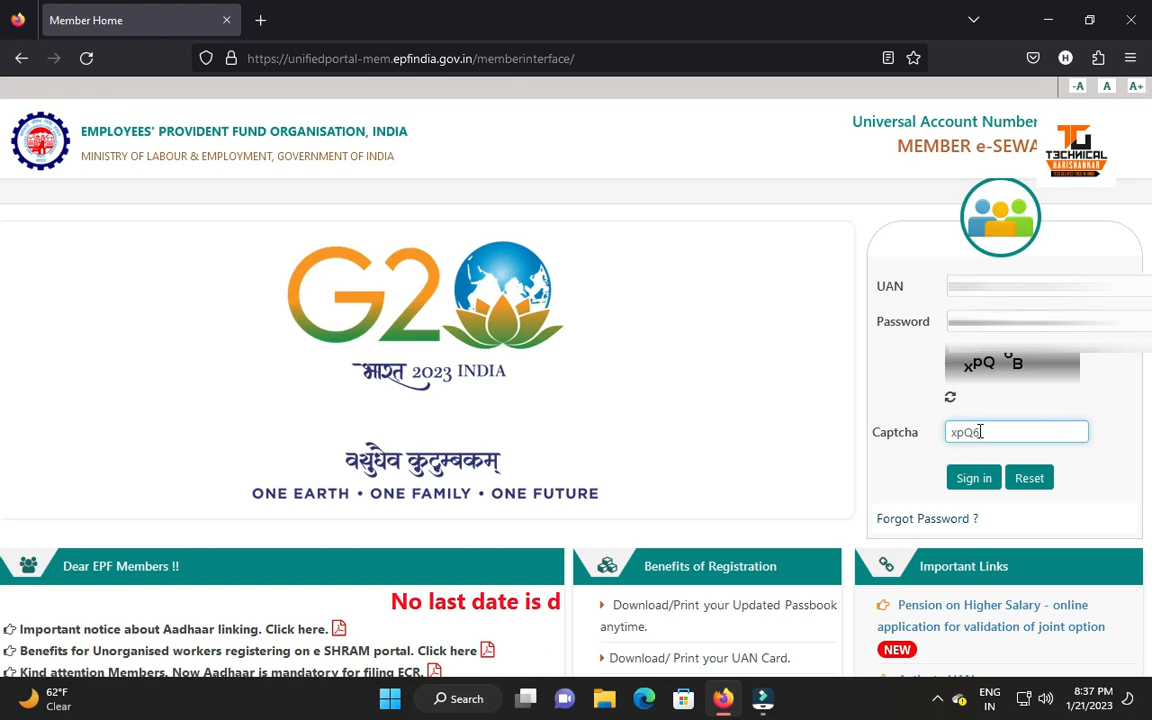 Member Home
https://unifiedportal-mem.epfindia.gov.in/memberinterface/
-A A A+
EMPLOYEES' PROVIDENT FUND ORGANISATION, INDIA
MINISTRY OF LABOUR & EMPLOYMENT, GOVERNMENT OF INDIA
Universal Account Number
MEMBER e-SEWA
TECHNICAL
HARISHANKAR
G20
भारत 2023 INDIA
वसुधैव कुटुम्बकम्
ONE EARTH • ONE FAMILY • ONE FUTURE
UAN
Password
xpQ B
Captcha
xpQ6
Sign in
Reset
Forgot Password ?
Dear EPF Members !!
No last date is d
Important notice about Aadhaar linking. Click here.
Benefits for Unorganised workers registering on e SHRAM portal. Click here
Kind attention Members. Now Aadhaar is mandatory for filing ECR.
Benefits of Registration
Download/Print your Updated Passbook
anytime.
Download/ Print your UAN Card.
Important Links
Pension on Higher Salary - online
application for validation of joint option
NEW
62°F
Clear
Search
ENG
IN
8:37 PM
1/21/2023